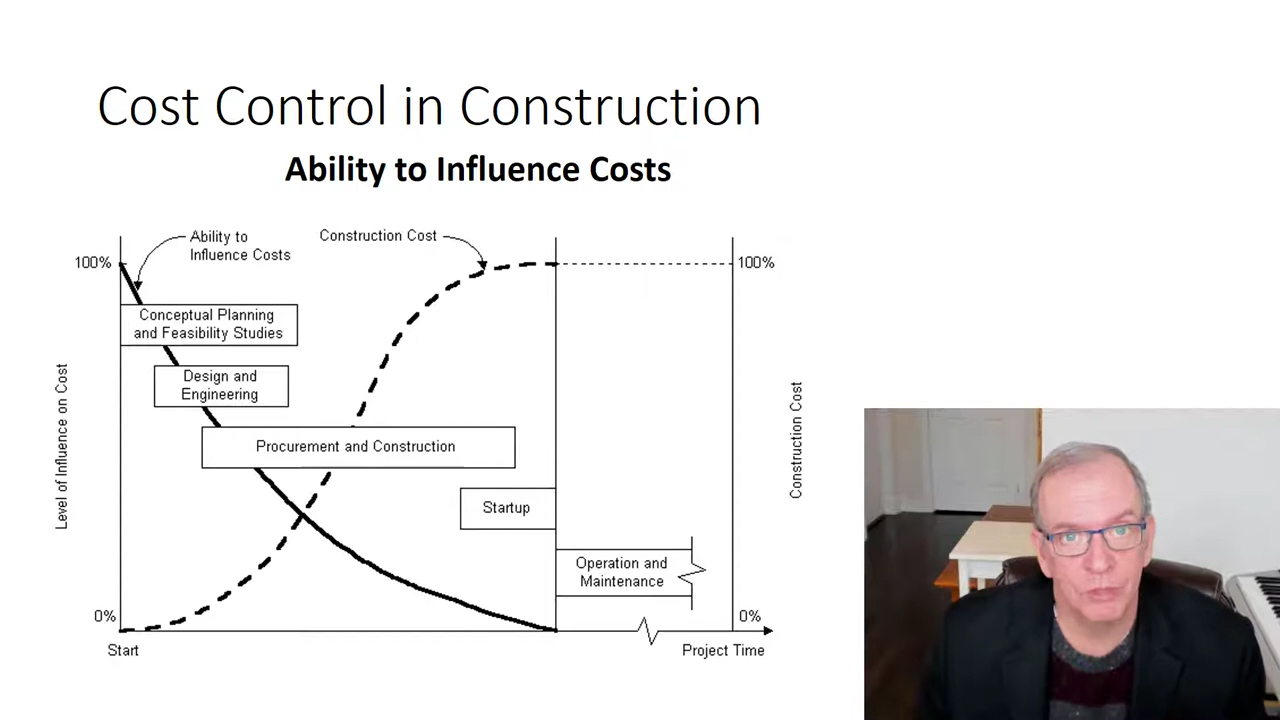 Cost Control in Construction
Ability to Influence Costs
Ability to
Influence Costs
Construction Cost
100%
100%
Conceptual Planning
and Feasibility Studies
Design and
Engineering
Procurement and Construction
Startup
Operation and
Maintenance
Level of Influence on Cost
Construction Cost
0%
0%
Start
Project Time